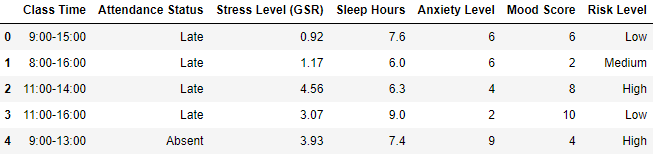 Class Time Attendance Status Stress Level (GSR) Sleep Hours Anxiety Level Mood Score Risk Level
0 9:00-15:00 Late 0.92 7.6 6 6 Low
1 8:00-16:00 Late 1.17 6.0 6 2 Medium
2 11:00-14:00 Late 4.56 6.3 4 8 High
3 11:00-16:00 Late 3.07 9.0 2 10 Low
4 9:00-13:00 Absent 3.93 7.4 9 4 High